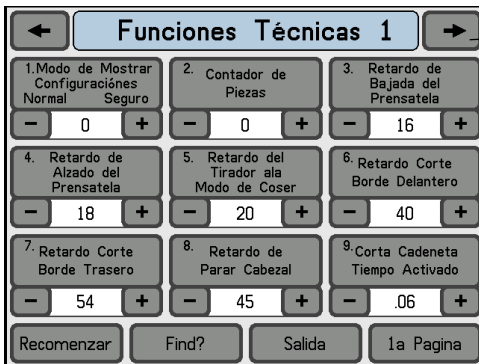 Funciones Técnicas 1
1.Modo de Mostrar
Configuraciónes
Normal Seguro
- 0 +
2. Contador de
Piezas
- 0 +
3. Retardo de
Bajada del
Prensatela
- 16 +
4. Retardo de
Alzado del
Prensatela
- 18 +
5. Retardo del
Tirador ala
Modo de Coser
- 20 +
6. Retardo Corte
Borde Delantero
- 40 +
7. Retardo Corte
Borde Trasero
- 54 +
8. Retardo de
Parar Cabezal
- 45 +
9. Corta Cadeneta
Tiempo Activado
- .06 +
Recomenzar
Find?
Salida
1a Pagina